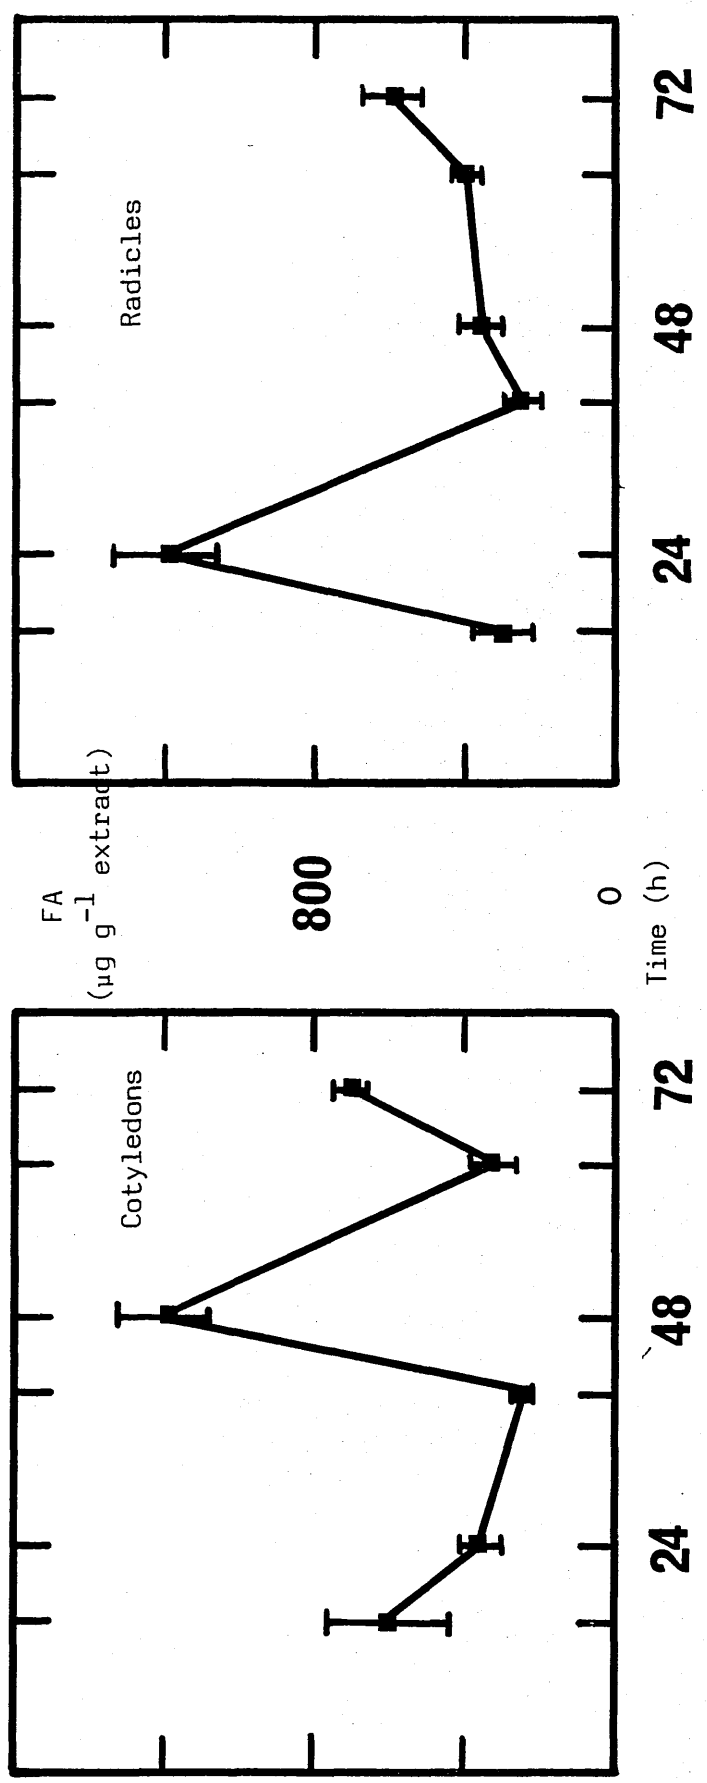 FA
(µg g-1 extract)
800
0
Time (h)
Cotyledons
24
48
72
Radicles
24
48
72